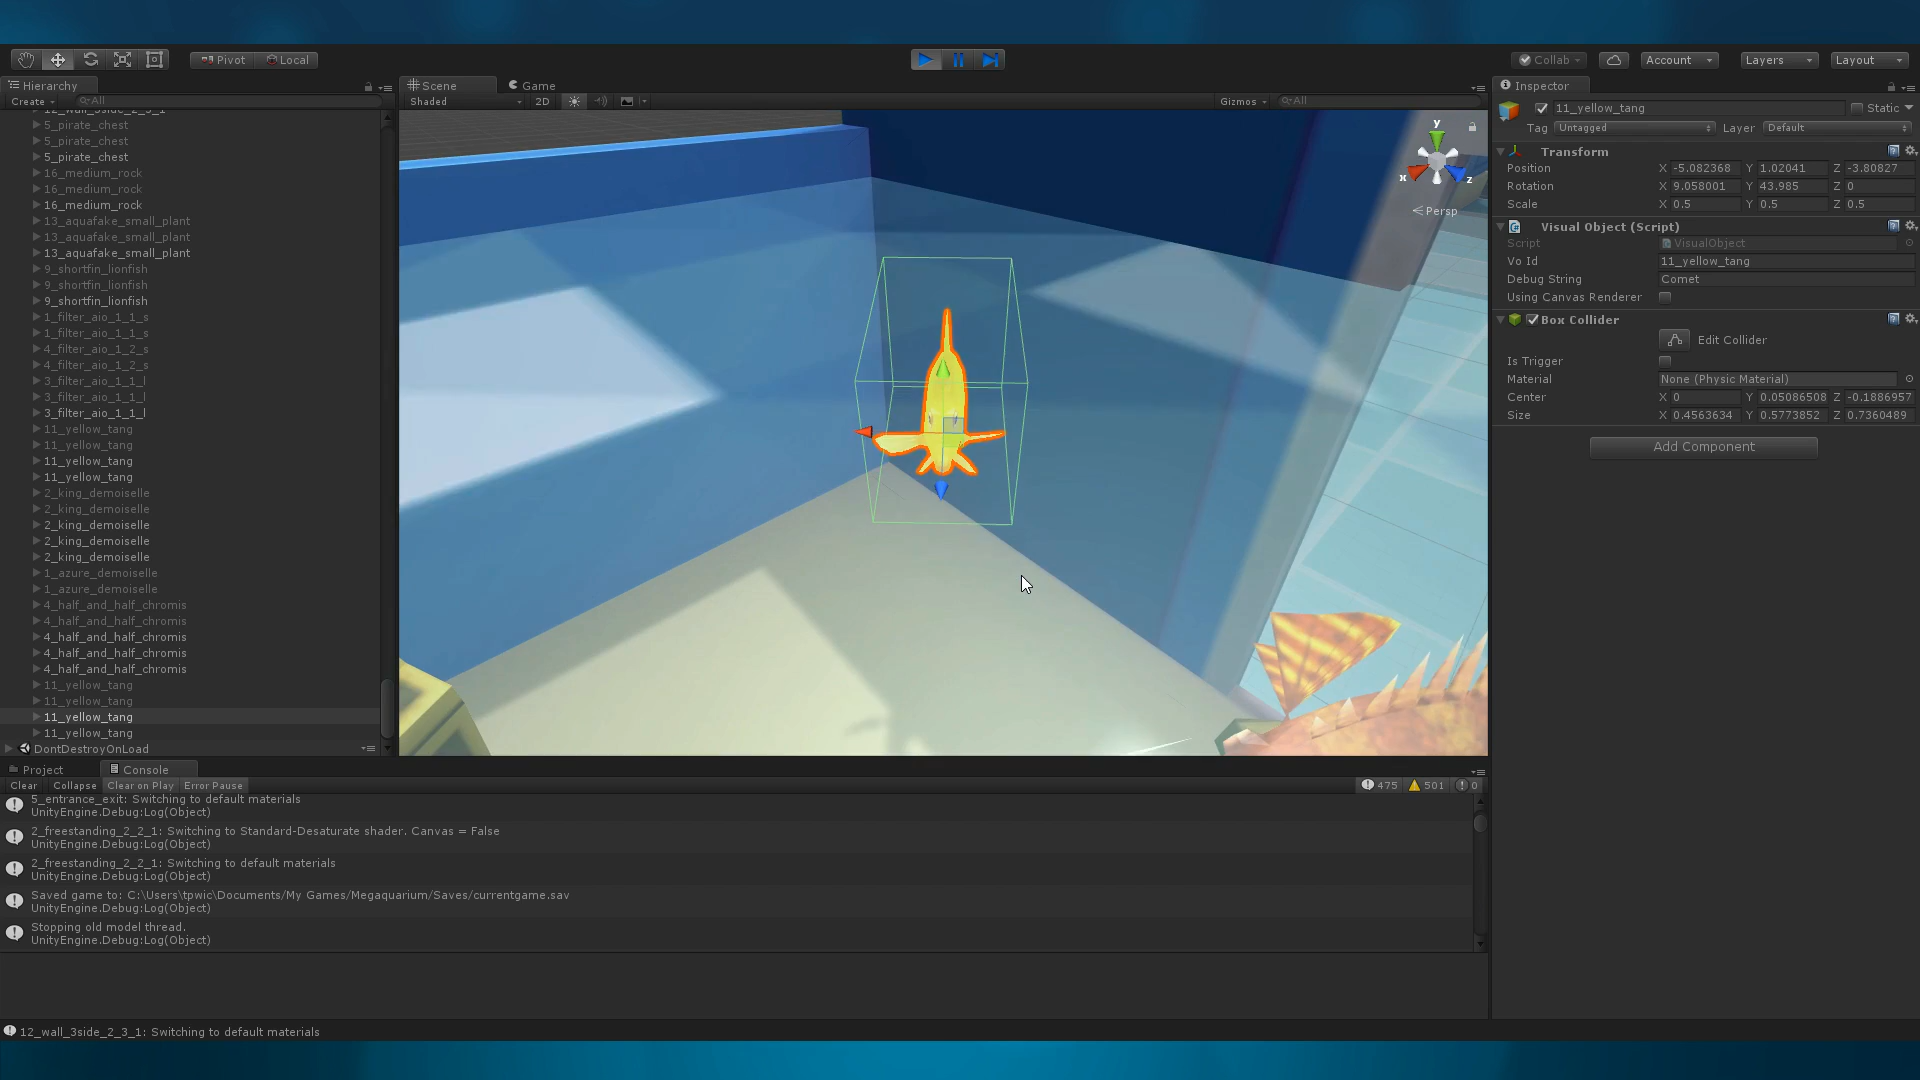 Pivot Local
Collab Account Layers Layout
Hierarchy
Create All
12_wall_3side_2_3_1
5_pirate_chest
5_pirate_chest
5_pirate_chest
16_medium_rock
16_medium_rock
16_medium_rock
13_aquafake_small_plant
13_aquafake_small_plant
13_aquafake_small_plant
9_shortfin_lionfish
9_shortfin_lionfish
9_shortfin_lionfish
1_filter_aio_1_1_s
1_filter_aio_1_1_s
4_filter_aio_1_2_s
4_filter_aio_1_2_s
3_filter_aio_1_1_l
3_filter_aio_1_1_l
3_filter_aio_1_1_l
11_yellow_tang
11_yellow_tang
11_yellow_tang
11_yellow_tang
2_king_demoiselle
2_king_demoiselle
2_king_demoiselle
2_king_demoiselle
2_king_demoiselle
1_azure_demoiselle
1_azure_demoiselle
4_half_and_half_chromis
4_half_and_half_chromis
4_half_and_half_chromis
4_half_and_half_chromis
4_half_and_half_chromis
11_yellow_tang
11_yellow_tang
11_yellow_tang
11_yellow_tang
DontDestroyOnLoad
Scene Game
Shaded 2D Gizmos All
y
x z
Persp
Inspector
11_yellow_tang Static
Tag Untagged Layer Default
Transform
Position X -5.082368 Y 1.02041 Z -3.80827
Rotation X 9.058001 Y 43.985 Z 0
Scale X 0.5 Y 0.5 Z 0.5
Visual Object (Script)
Script VisualObject
Vo Id 11_yellow_tang
Debug String Comet
Using Canvas Renderer
Box Collider
Edit Collider
Is Trigger
Material None (Physic Material)
Center X 0 Y 0.05086508 Z -0.1886957
Size X 0.4563634 Y 0.5773852 Z 0.7360489
Add Component
Project Console
Clear Collapse Clear on Play Error Pause 475 501 0
5_entrance_exit: Switching to default materials
UnityEngine.Debug:Log(Object)
2_freestanding_2_2_1: Switching to Standard-Desaturate shader. Canvas = False
UnityEngine.Debug:Log(Object)
2_freestanding_2_2_1: Switching to default materials
UnityEngine.Debug:Log(Object)
Saved game to: C:\Users\tpwic\Documents/My Games/Megaquarium/Saves/currentgame.sav
UnityEngine.Debug:Log(Object)
Stopping old model thread.
UnityEngine.Debug:Log(Object)
12_wall_3side_2_3_1: Switching to default materials